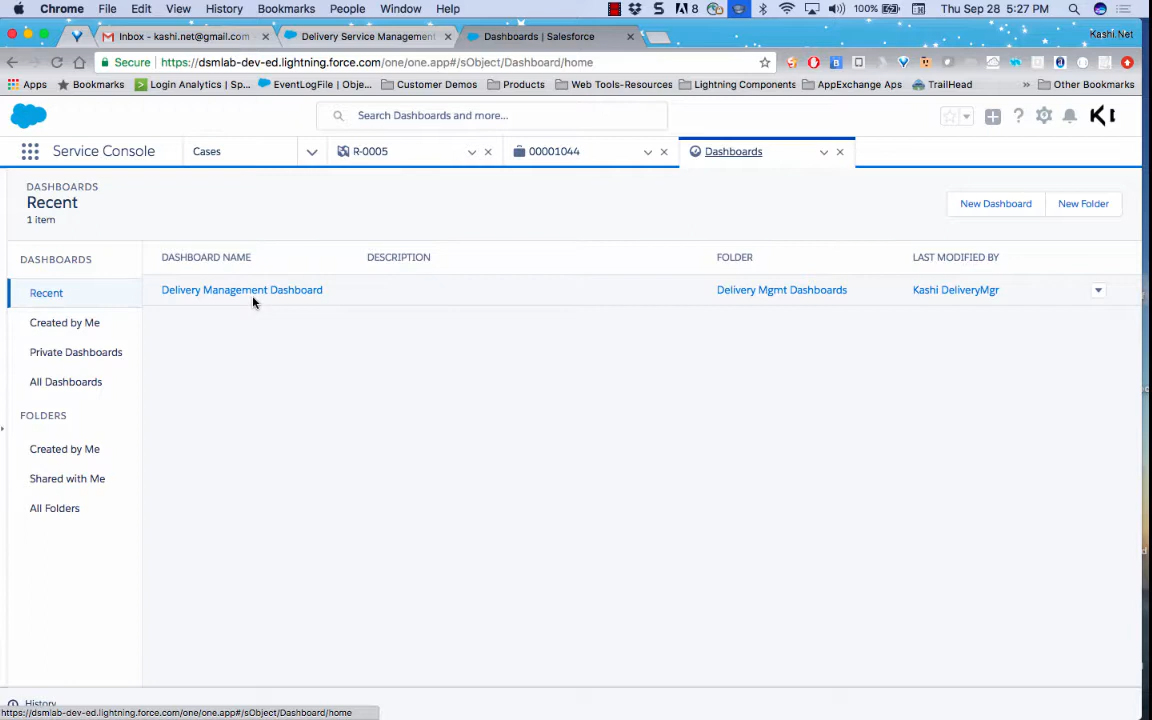 Chrome File Edit View History Bookmarks People Window Help 8 100% Thu Sep 28 5:27 PM
Inbox - kashi.net@gmail.com Delivery Service Management Dashboards | Salesforce Kashi.Net
Secure https://dsmlab-dev-ed.lightning.force.com/one/one.app#/sObject/Dashboard/home
Apps Bookmarks Login Analytics | Sp... EventLogFile | Obje... Customer Demos Products Web Tools-Resources Lightning Components AppExchange Apps TrailHead » Other Bookmarks
Search Dashboards and more...
Service Console Cases R-0005 00001044 Dashboards
DASHBOARDS
Recent
1 item
New Dashboard New Folder
DASHBOARDS
DASHBOARD NAME DESCRIPTION FOLDER LAST MODIFIED BY
Recent
Delivery Management Dashboard Delivery Mgmt Dashboards Kashi DeliveryMgr
Created by Me
Private Dashboards
All Dashboards
FOLDERS
Created by Me
Shared with Me
All Folders
History
https://dsmlab-dev-ed.lightning.force.com/one/one.app#/sObject/Dashboard/home